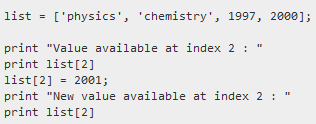 list = ['physics', 'chemistry', 1997, 2000];
print "Value available at index 2 : "
print list[2]
list[2] = 2001;
print "New value available at index 2 : "
print list[2]